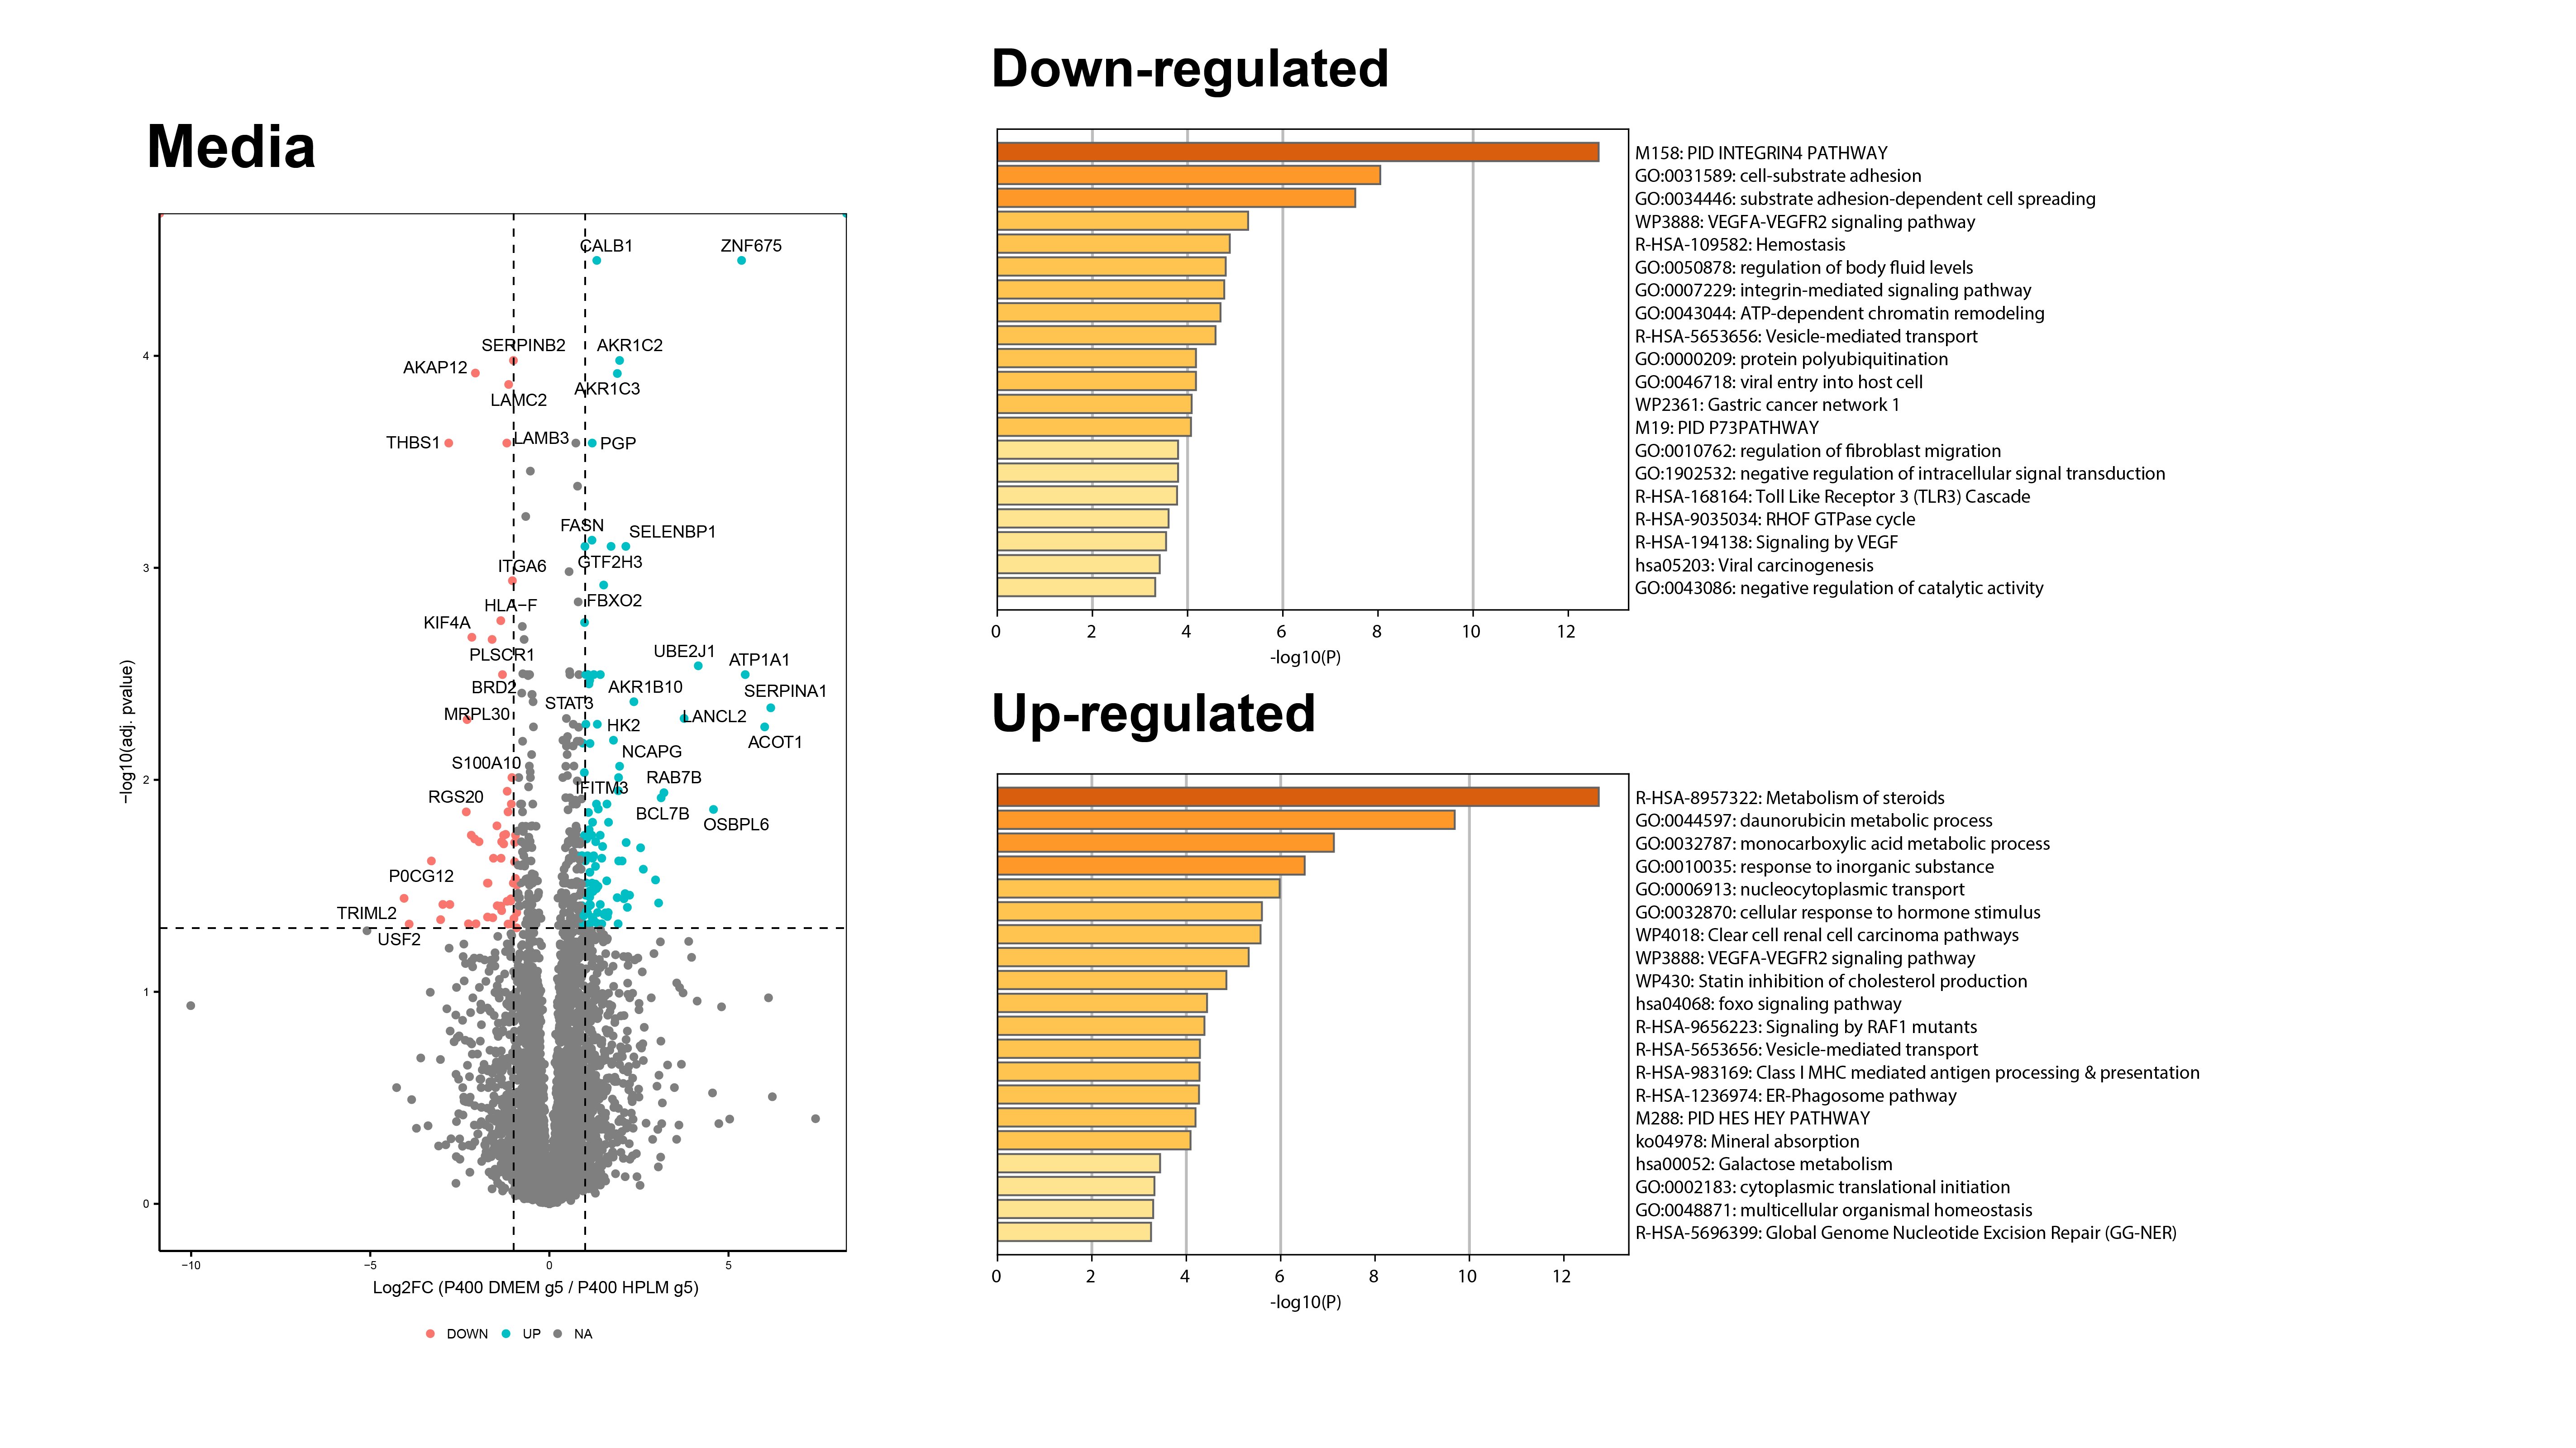 Media
CALB1
ZNF675
SERPINB2
AKR1C2
AKAP12
AKR1C3
LAMC2
THBS1
LAMB3
PGP
FASN
SELENBP1
ITGA6
GTF2H3
HLA−F
FBXO2
KIF4A
PLSCR1
UBE2J1
ATP1A1
BRD2
AKR1B10
SERPINA1
MRPL30
STAT3
LANCL2
HK2
ACOT1
NCAPG
S100A10
RAB7B
IFITM3
RGS20
BCL7B
OSBPL6
P0CG12
TRIML2
USF2
−log10(adj. pvalue)
4
3
2
1
0
−10 −5 0 5
Log2FC (P400 DMEM g5 / P400 HPLM g5)
DOWN UP NA
Down-regulated
M158: PID INTEGRIN4 PATHWAY
GO:0031589: cell-substrate adhesion
GO:0034446: substrate adhesion-dependent cell spreading
WP3888: VEGFA-VEGFR2 signaling pathway
R-HSA-109582: Hemostasis
GO:0050878: regulation of body fluid levels
GO:0007229: integrin-mediated signaling pathway
GO:0043044: ATP-dependent chromatin remodeling
R-HSA-5653656: Vesicle-mediated transport
GO:0000209: protein polyubiquitination
GO:0046718: viral entry into host cell
WP2361: Gastric cancer network 1
M19: PID P73PATHWAY
GO:0010762: regulation of fibroblast migration
GO:1902532: negative regulation of intracellular signal transduction
R-HSA-168164: Toll Like Receptor 3 (TLR3) Cascade
R-HSA-9035034: RHOF GTPase cycle
R-HSA-194138: Signaling by VEGF
hsa05203: Viral carcinogenesis
GO:0043086: negative regulation of catalytic activity
0 2 4 6 8 10 12
-log10(P)
Up-regulated
R-HSA-8957322: Metabolism of steroids
GO:0044597: daunorubicin metabolic process
GO:0032787: monocarboxylic acid metabolic process
GO:0010035: response to inorganic substance
GO:0006913: nucleocytoplasmic transport
GO:0032870: cellular response to hormone stimulus
WP4018: Clear cell renal cell carcinoma pathways
WP3888: VEGFA-VEGFR2 signaling pathway
WP430: Statin inhibition of cholesterol production
hsa04068: foxo signaling pathway
R-HSA-9656223: Signaling by RAF1 mutants
R-HSA-5653656: Vesicle-mediated transport
R-HSA-983169: Class I MHC mediated antigen processing & presentation
R-HSA-1236974: ER-Phagosome pathway
M288: PID HES HEY PATHWAY
ko04978: Mineral absorption
hsa00052: Galactose metabolism
GO:0002183: cytoplasmic translational initiation
GO:0048871: multicellular organismal homeostasis
R-HSA-5696399: Global Genome Nucleotide Excision Repair (GG-NER)
0 2 4 6 8 10 12
-log10(P)